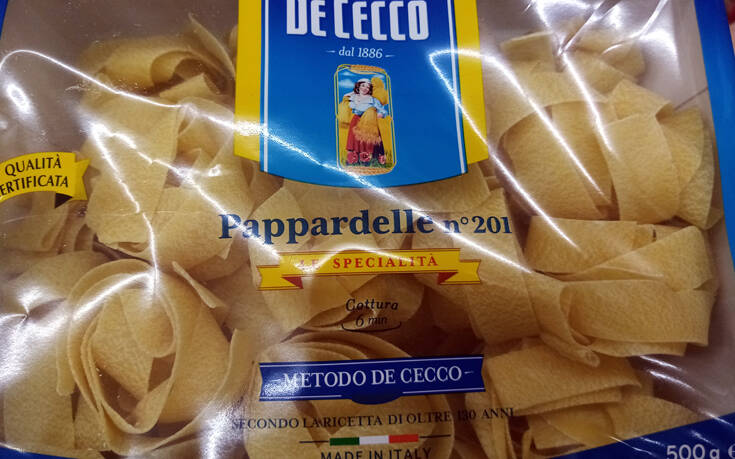 DE CECCO
dal 1886
QUALITÀ
CERTIFICATA
Pappardelle n°201
LE SPECIALITÀ
Cottura
6 min
METODO DE CECCO
SECONDO LA RICETTA DI OLTRE 130 ANNI
MADE IN ITALY
500g